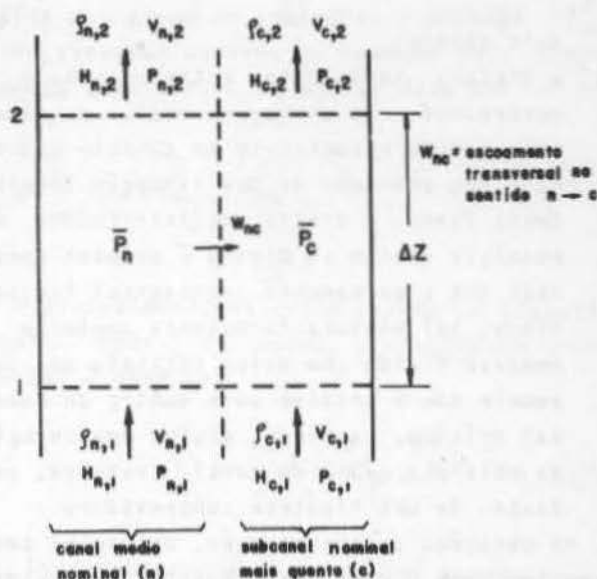 ρn,2 Vn,2 ρc,2 Vc,2
Hn,2 Pn,2 Hc,2 Pc,2
2
Wnc = escoamento
transversal no
sentido n → c
P̅n Wnc P̅c ΔZ
1
ρn,1 Vn,1 ρc,1 Vc,1
Hn,1 Pn,1 Hc,1 Pc,1
canal médio
nominal (n)
subcanal nominal
mais quente (c)